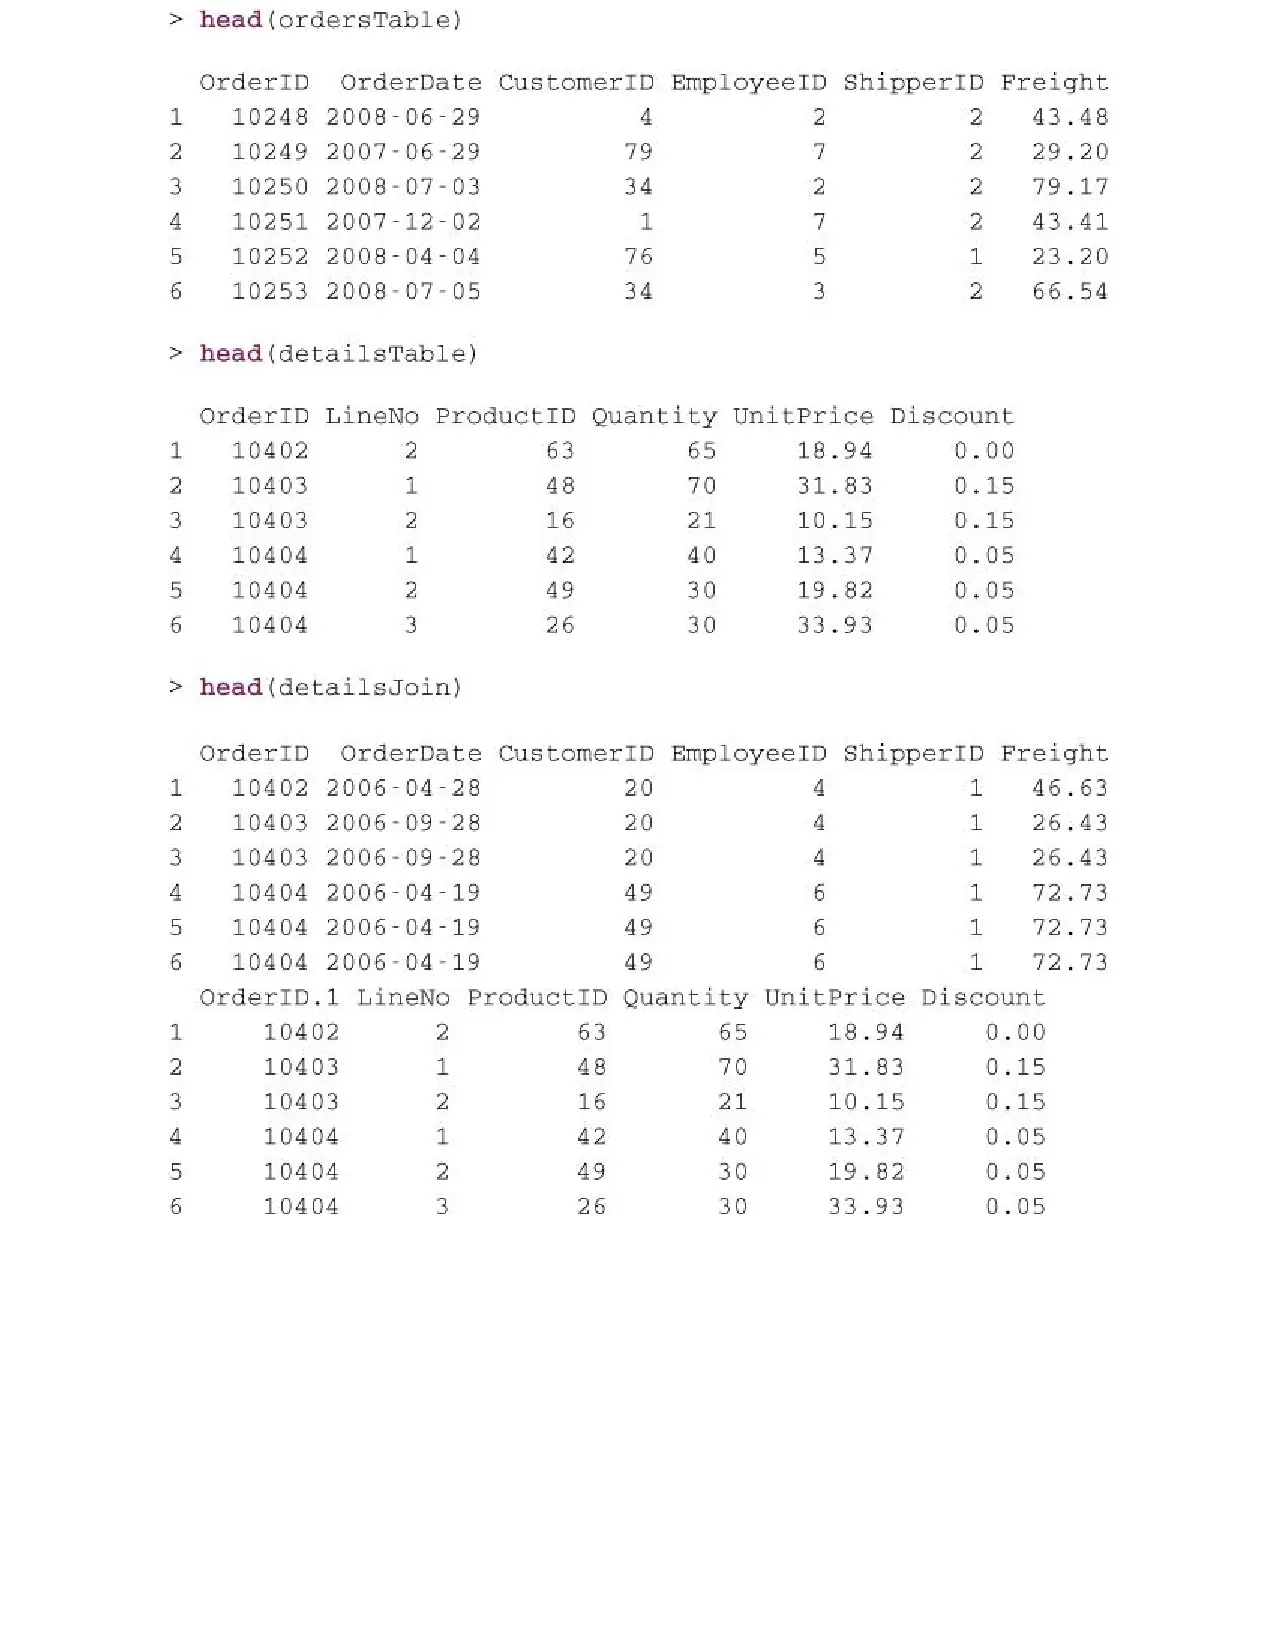 > head(ordersTable)
OrderID OrderDate CustomerID EmployeeID ShipperID Freight
1 10248 2008-06-29 4 2 2 43.48
2 10249 2007-06-29 79 7 2 29.20
3 10250 2008-07-03 34 2 2 79.17
4 10251 2007-12-02 1 7 2 43.41
5 10252 2008-04-04 76 5 1 23.20
6 10253 2008-07-05 34 3 2 66.54
> head(detailsTable)
OrderID LineNo ProductID Quantity UnitPrice Discount
1 10402 2 63 65 18.94 0.00
2 10403 1 48 70 31.83 0.15
3 10403 2 16 21 10.15 0.15
4 10404 1 42 40 13.37 0.05
5 10404 2 49 30 19.82 0.05
6 10404 3 26 30 33.93 0.05
> head(detailsJoin)
OrderID OrderDate CustomerID EmployeeID ShipperID Freight
1 10402 2006-04-28 20 4 1 46.63
2 10403 2006-09-28 20 4 1 26.43
3 10403 2006-09-28 20 4 1 26.43
4 10404 2006-04-19 49 6 1 72.73
5 10404 2006-04-19 49 6 1 72.73
6 10404 2006-04-19 49 6 1 72.73
OrderID.1 LineNo ProductID Quantity UnitPrice Discount
1 10402 2 63 65 18.94 0.00
2 10403 1 48 70 31.83 0.15
3 10403 2 16 21 10.15 0.15
4 10404 1 42 40 13.37 0.05
5 10404 2 49 30 19.82 0.05
6 10404 3 26 30 33.93 0.05